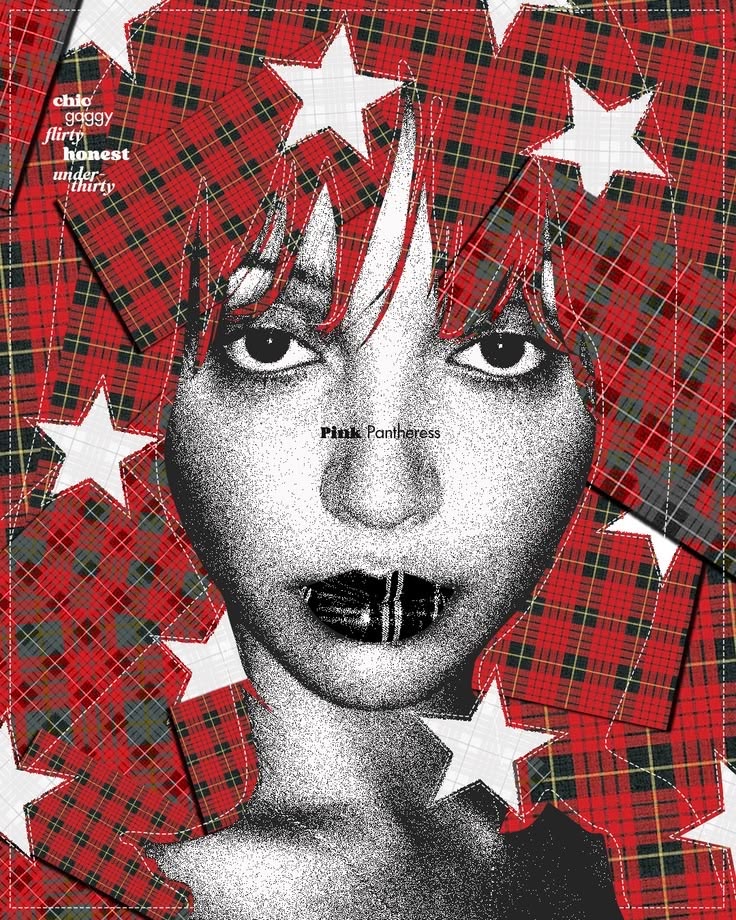 chic
gaggy
flirty
honest
under-
thirty
Pink Pantheress